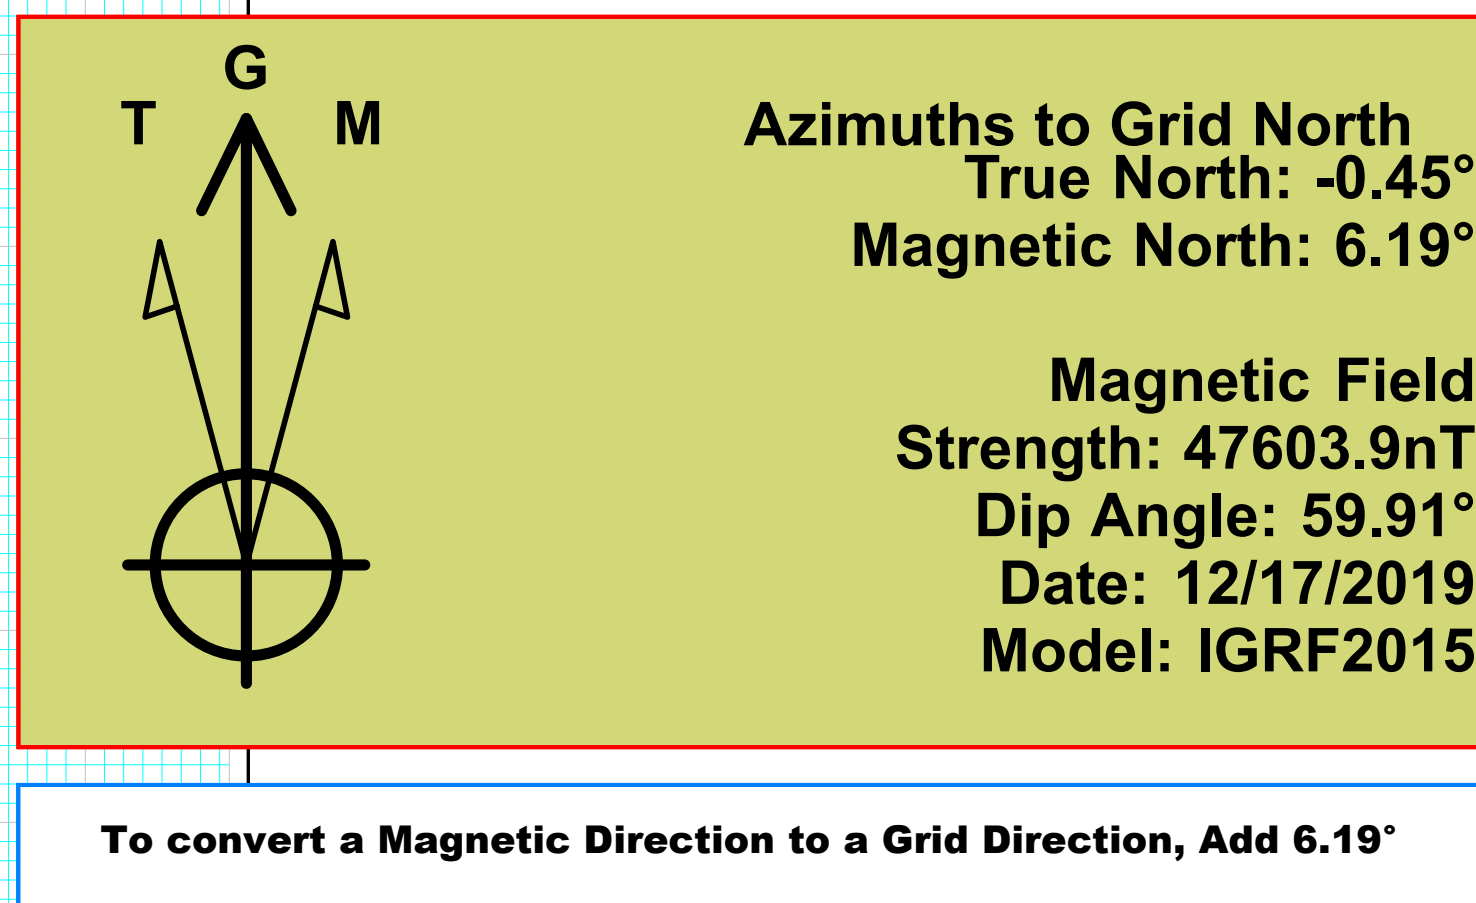 G
T M
Azimuths to Grid North
True North: -0.45°
Magnetic North: 6.19°
Magnetic Field
Strength: 47603.9nT
Dip Angle: 59.91°
Date: 12/17/2019
Model: IGRF2015
To convert a Magnetic Direction to a Grid Direction, Add 6.19°